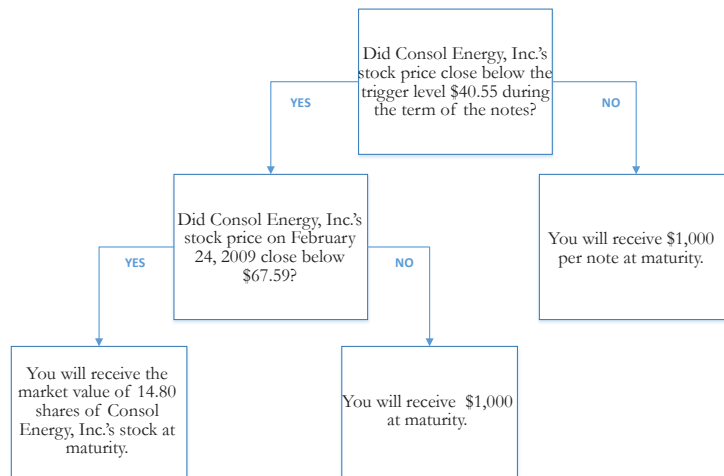 Did Consol Energy, Inc.'s
stock price close below the
trigger level $40.55 during
the term of the notes?
YES
NO
Did Consol Energy, Inc.'s
stock price on February
24, 2009 close below
$67.59?
You will receive $1,000
per note at maturity.
YES
NO
You will receive the
market value of 14.80
shares of Consol
Energy, Inc.'s stock at
maturity.
You will receive  $1,000
at maturity.